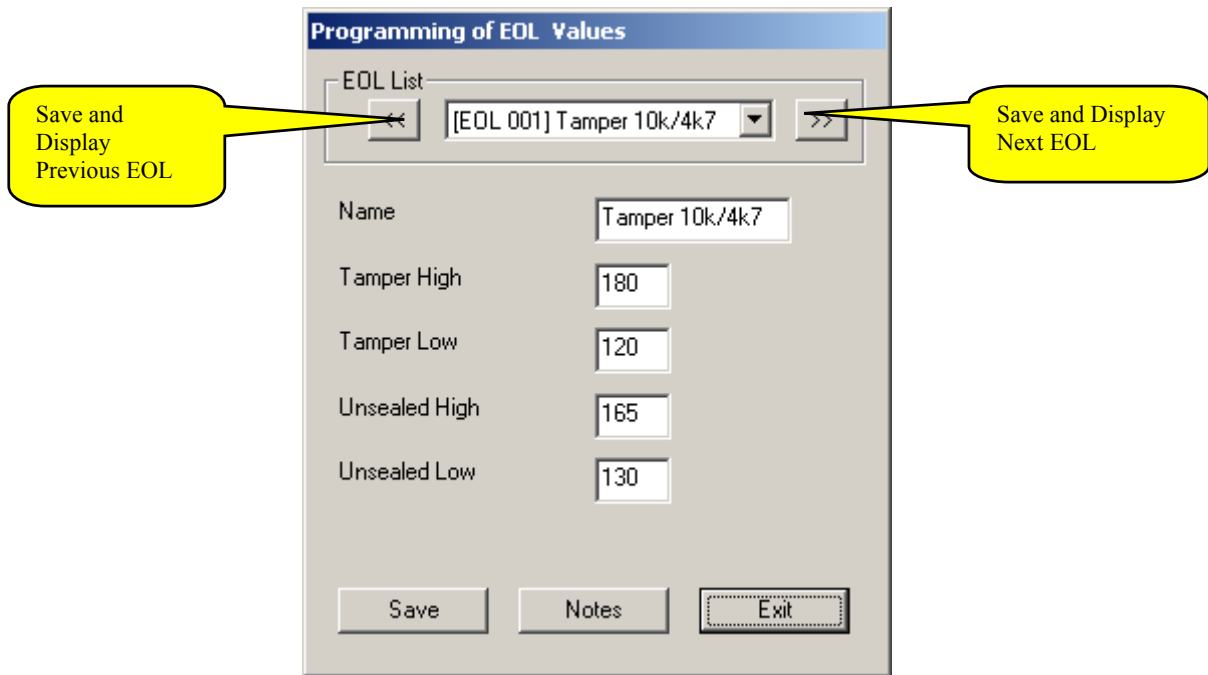 Programming of EOL Values
EOL List
<<
[EOL 001] Tamper 10k/4k7
>>
Save and
Display
Previous EOL
Save and Display
Next EOL
Name
Tamper 10k/4k7
Tamper High
180
Tamper Low
120
Unsealed High
165
Unsealed Low
130
Save
Notes
Exit